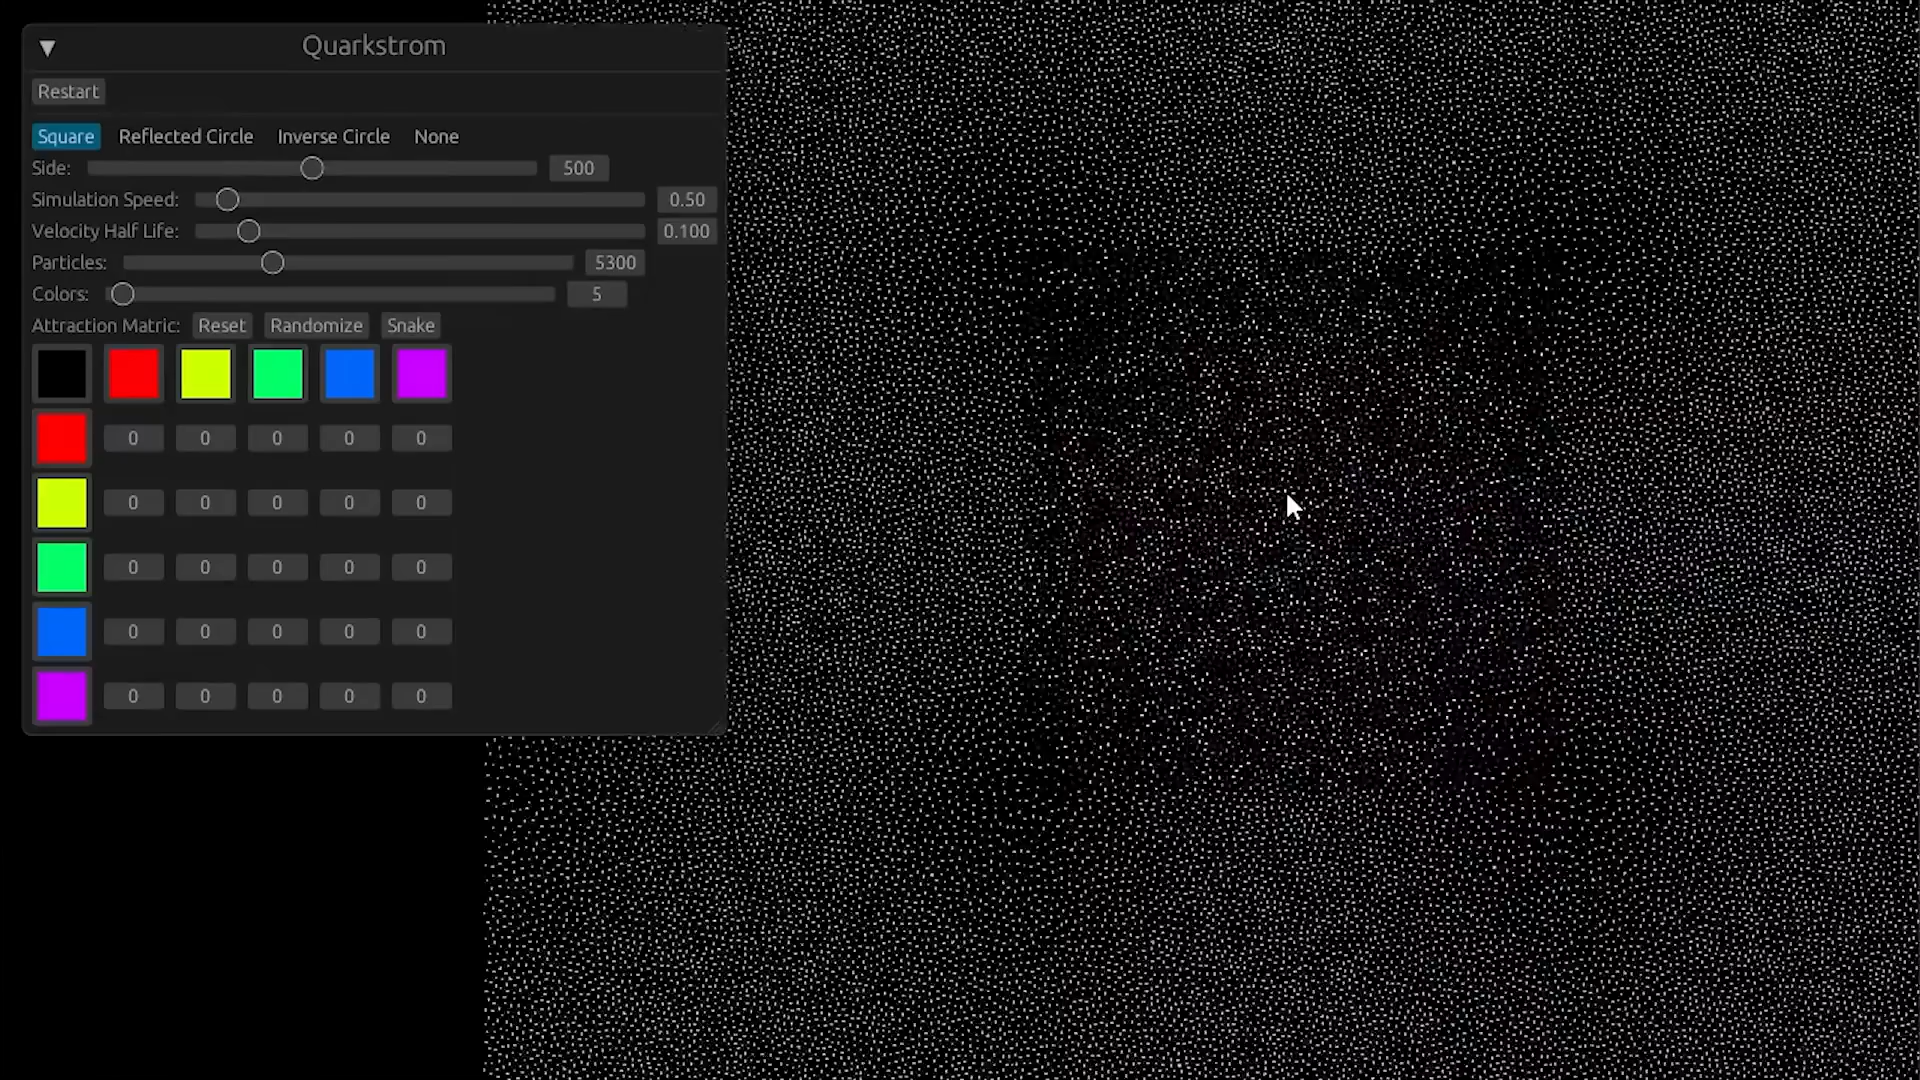 Quarkstrom
Restart
Square Reflected Circle Inverse Circle None
Side: 500
Simulation Speed: 0.50
Velocity Half Life: 0.100
Particles: 5300
Colors: 5
Attraction Matric: Reset Randomize Snake
0 0 0 0 0
0 0 0 0 0
0 0 0 0 0
0 0 0 0 0
0 0 0 0 0